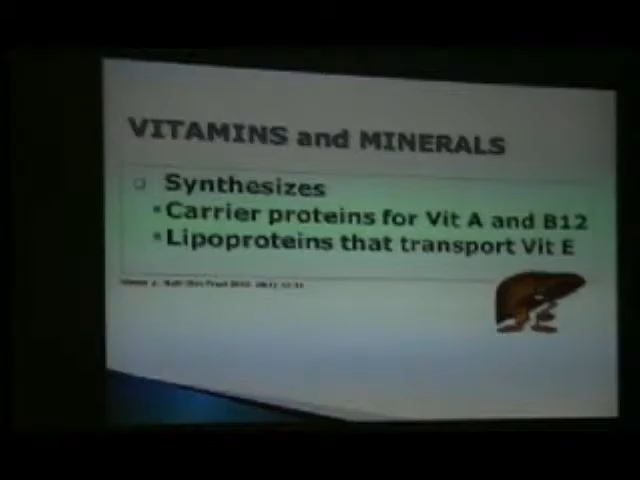 VITAMINS and MINERALS
Synthesizes
Carrier proteins for Vit A and B12
Lipoproteins that transport Vit E